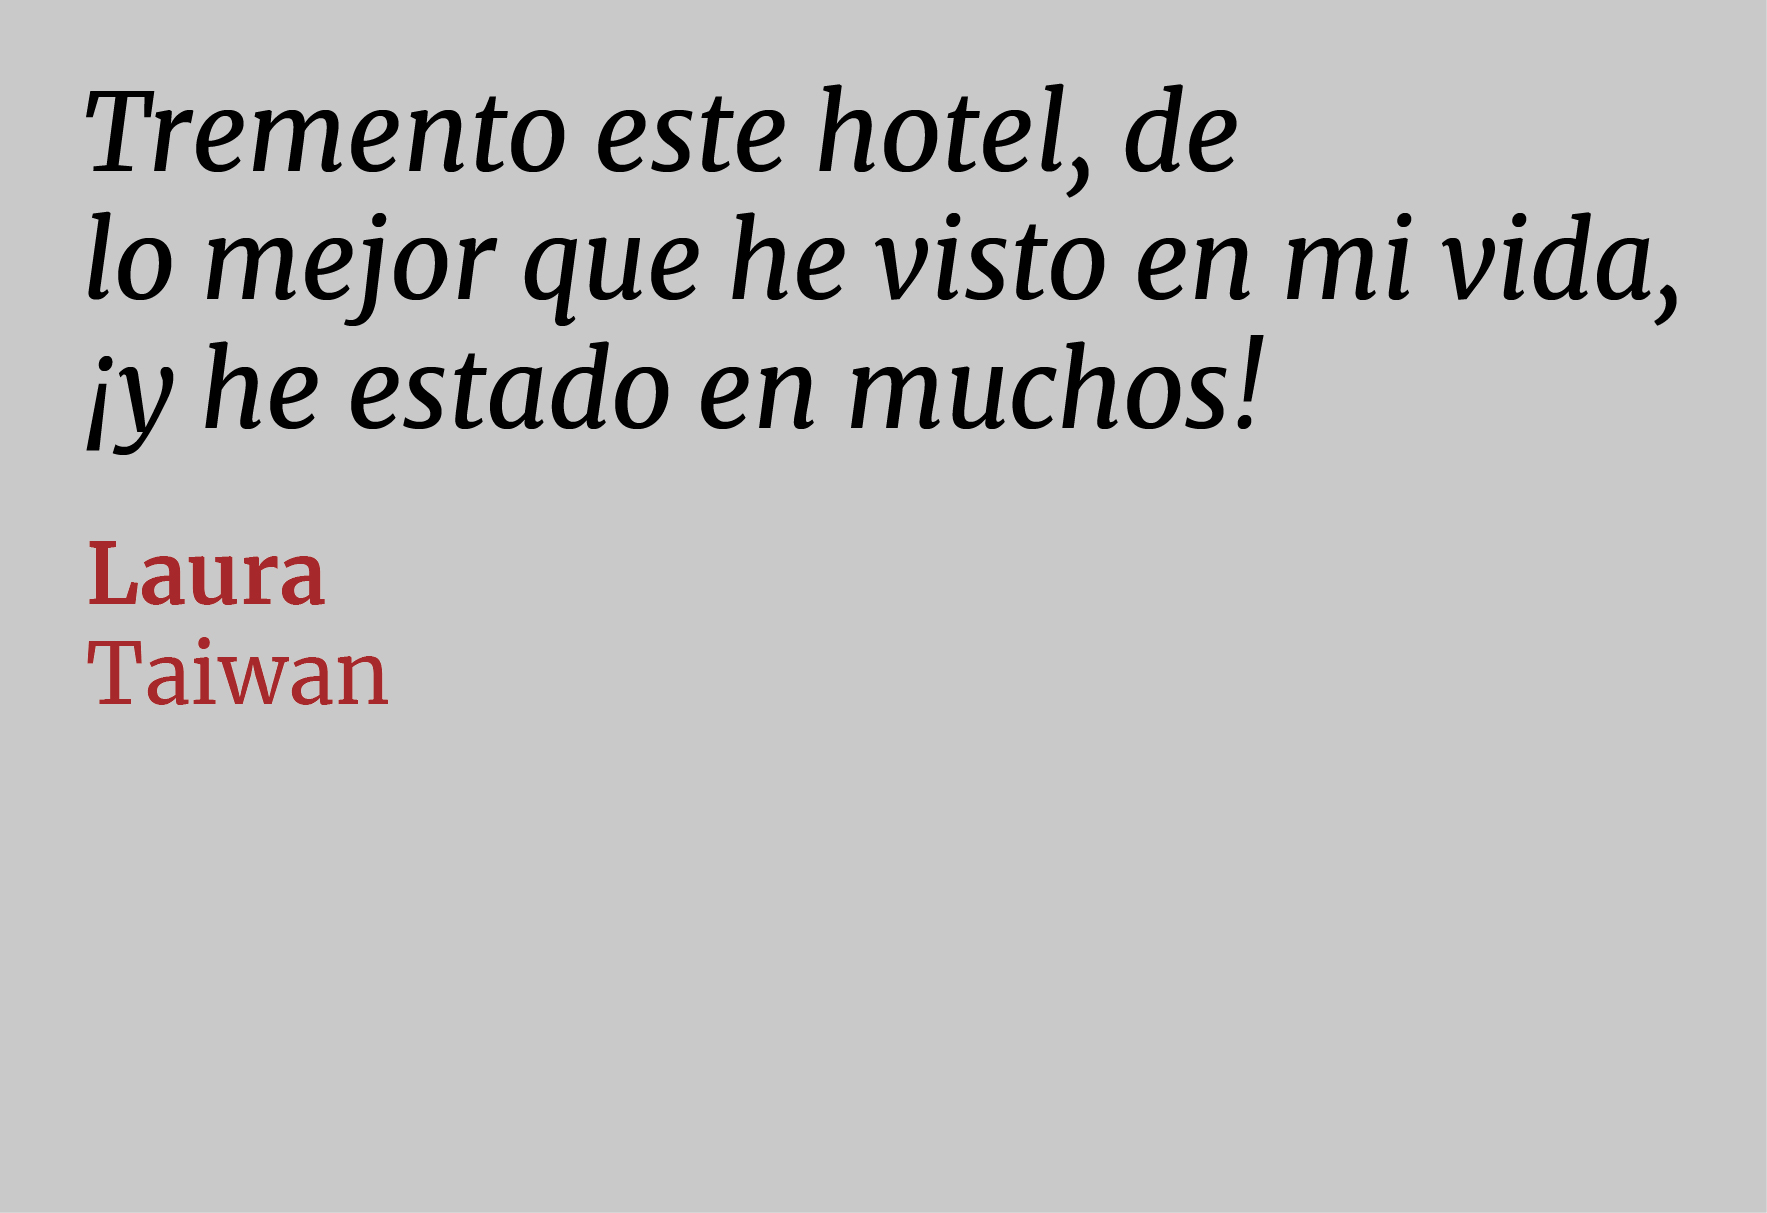 Tremento este hotel, de
lo mejor que he visto en mi vida,
¡y he estado en muchos!
Laura
Taiwan